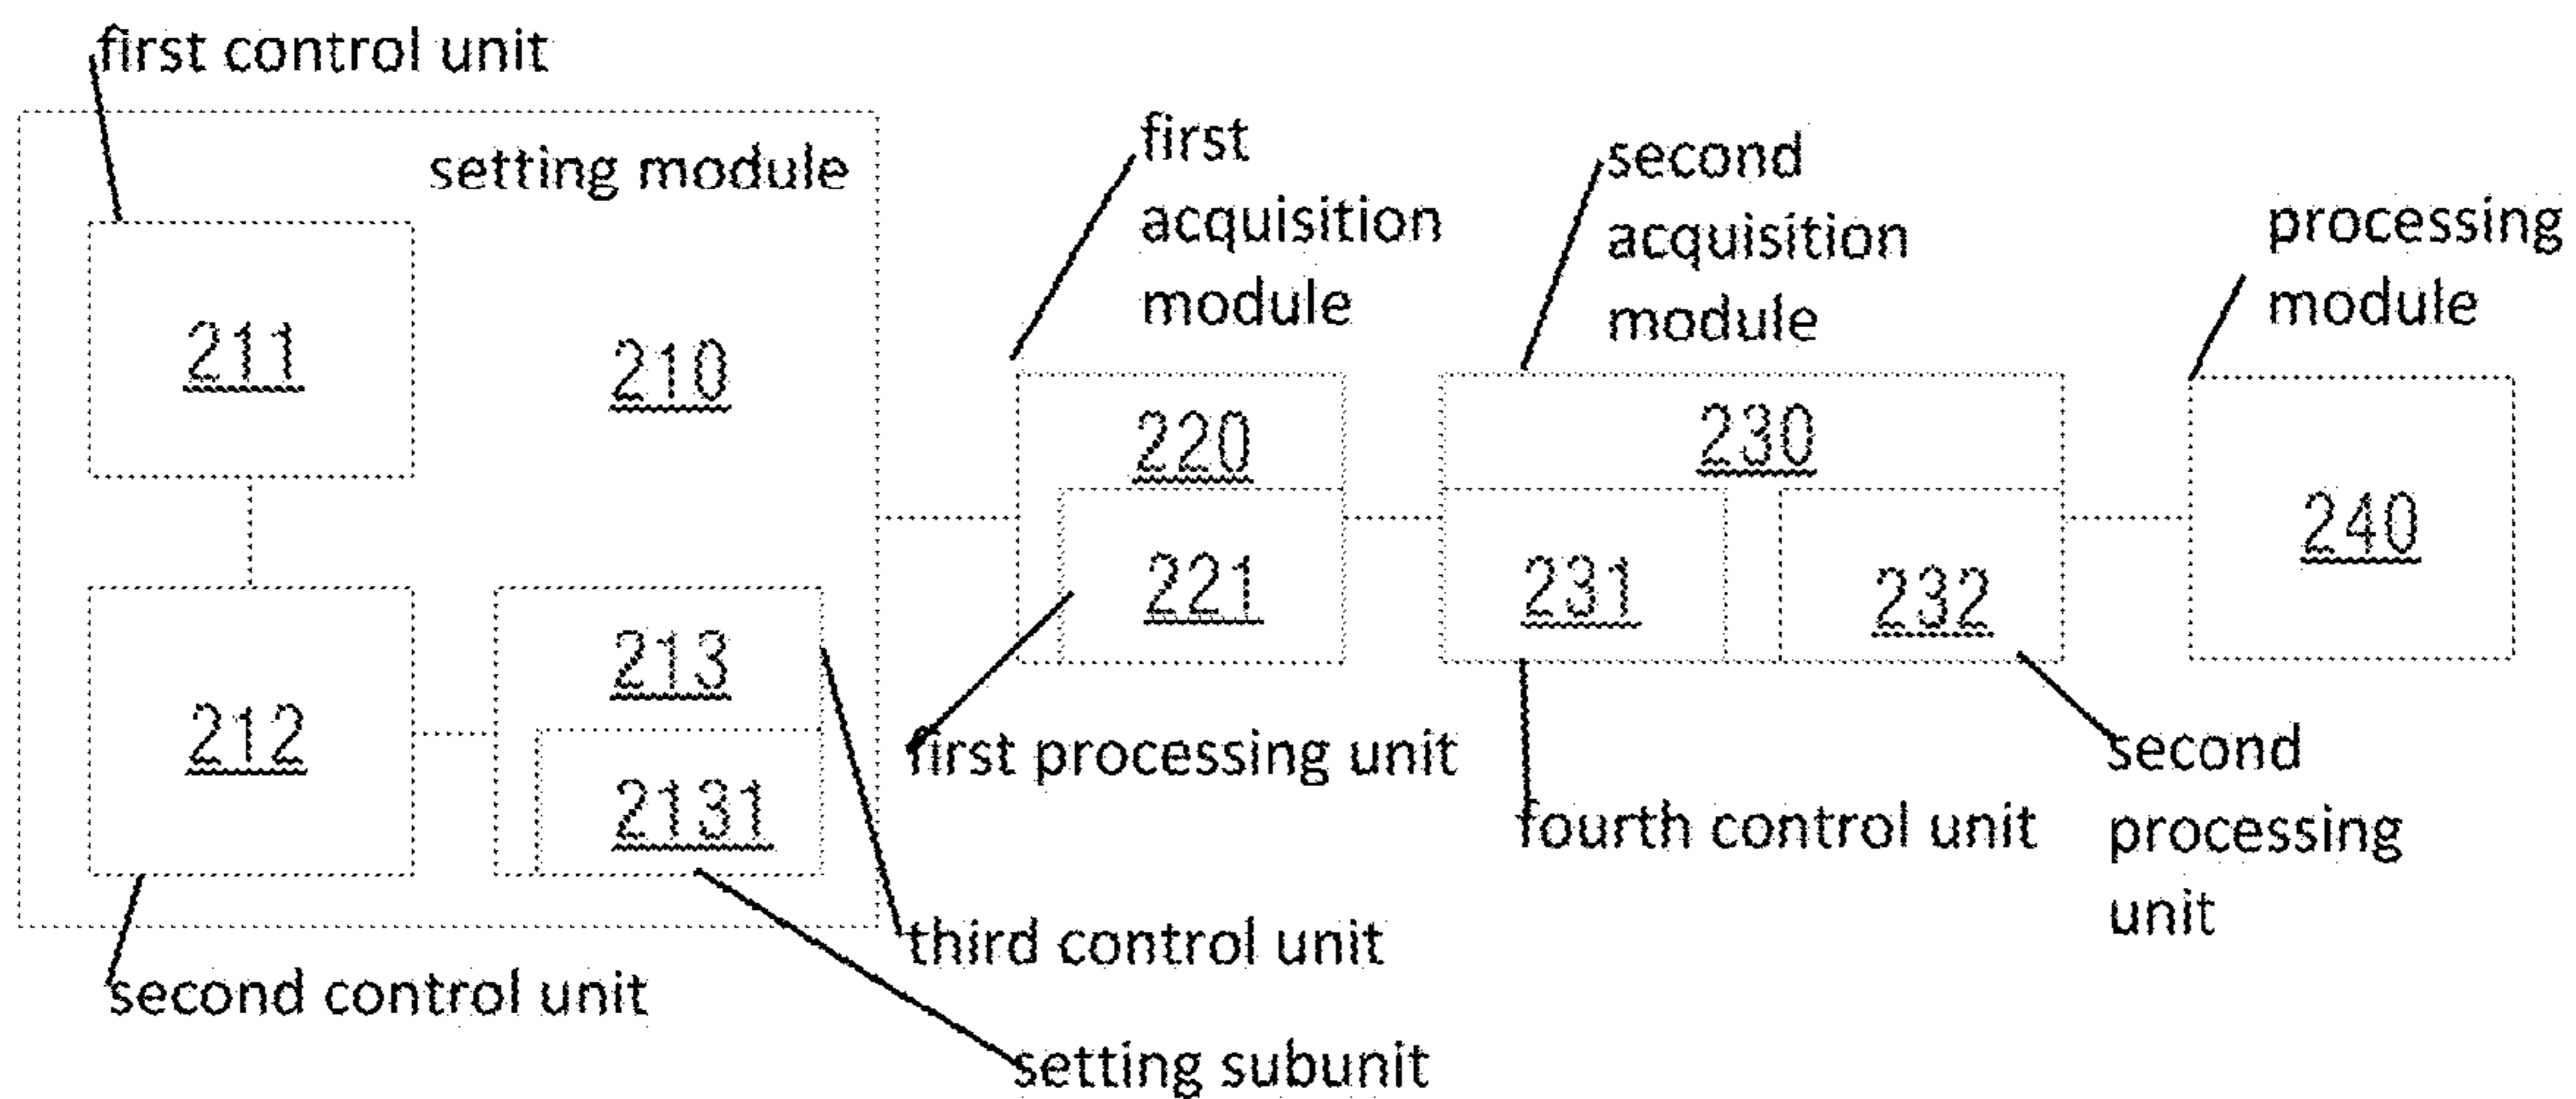 first control unit
setting module
211
210
212
213
2131
second control unit
third control unit
setting subunit
first
acquisition
module
220
221
first processing unit
second
acquisition
module
230
231
232
fourth control unit
second
processing
unit
processing
module
240